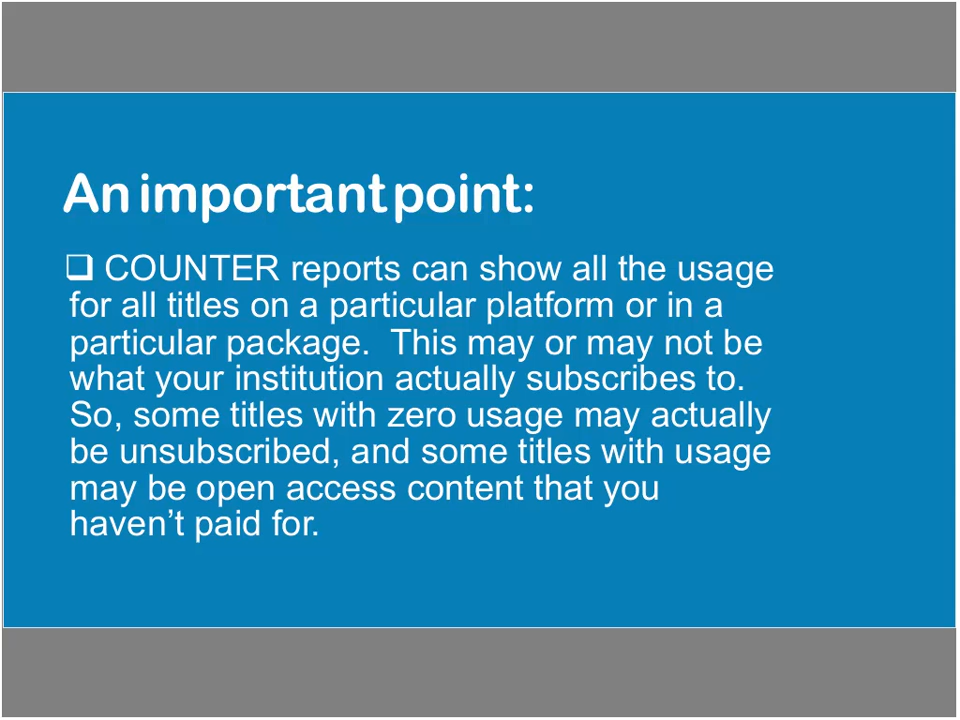 An important point:
❑ COUNTER reports can show all the usage
for all titles on a particular platform or in a
particular package.  This may or may not be
what your institution actually subscribes to.
So, some titles with zero usage may actually
be unsubscribed, and some titles with usage
may be open access content that you
haven’t paid for.